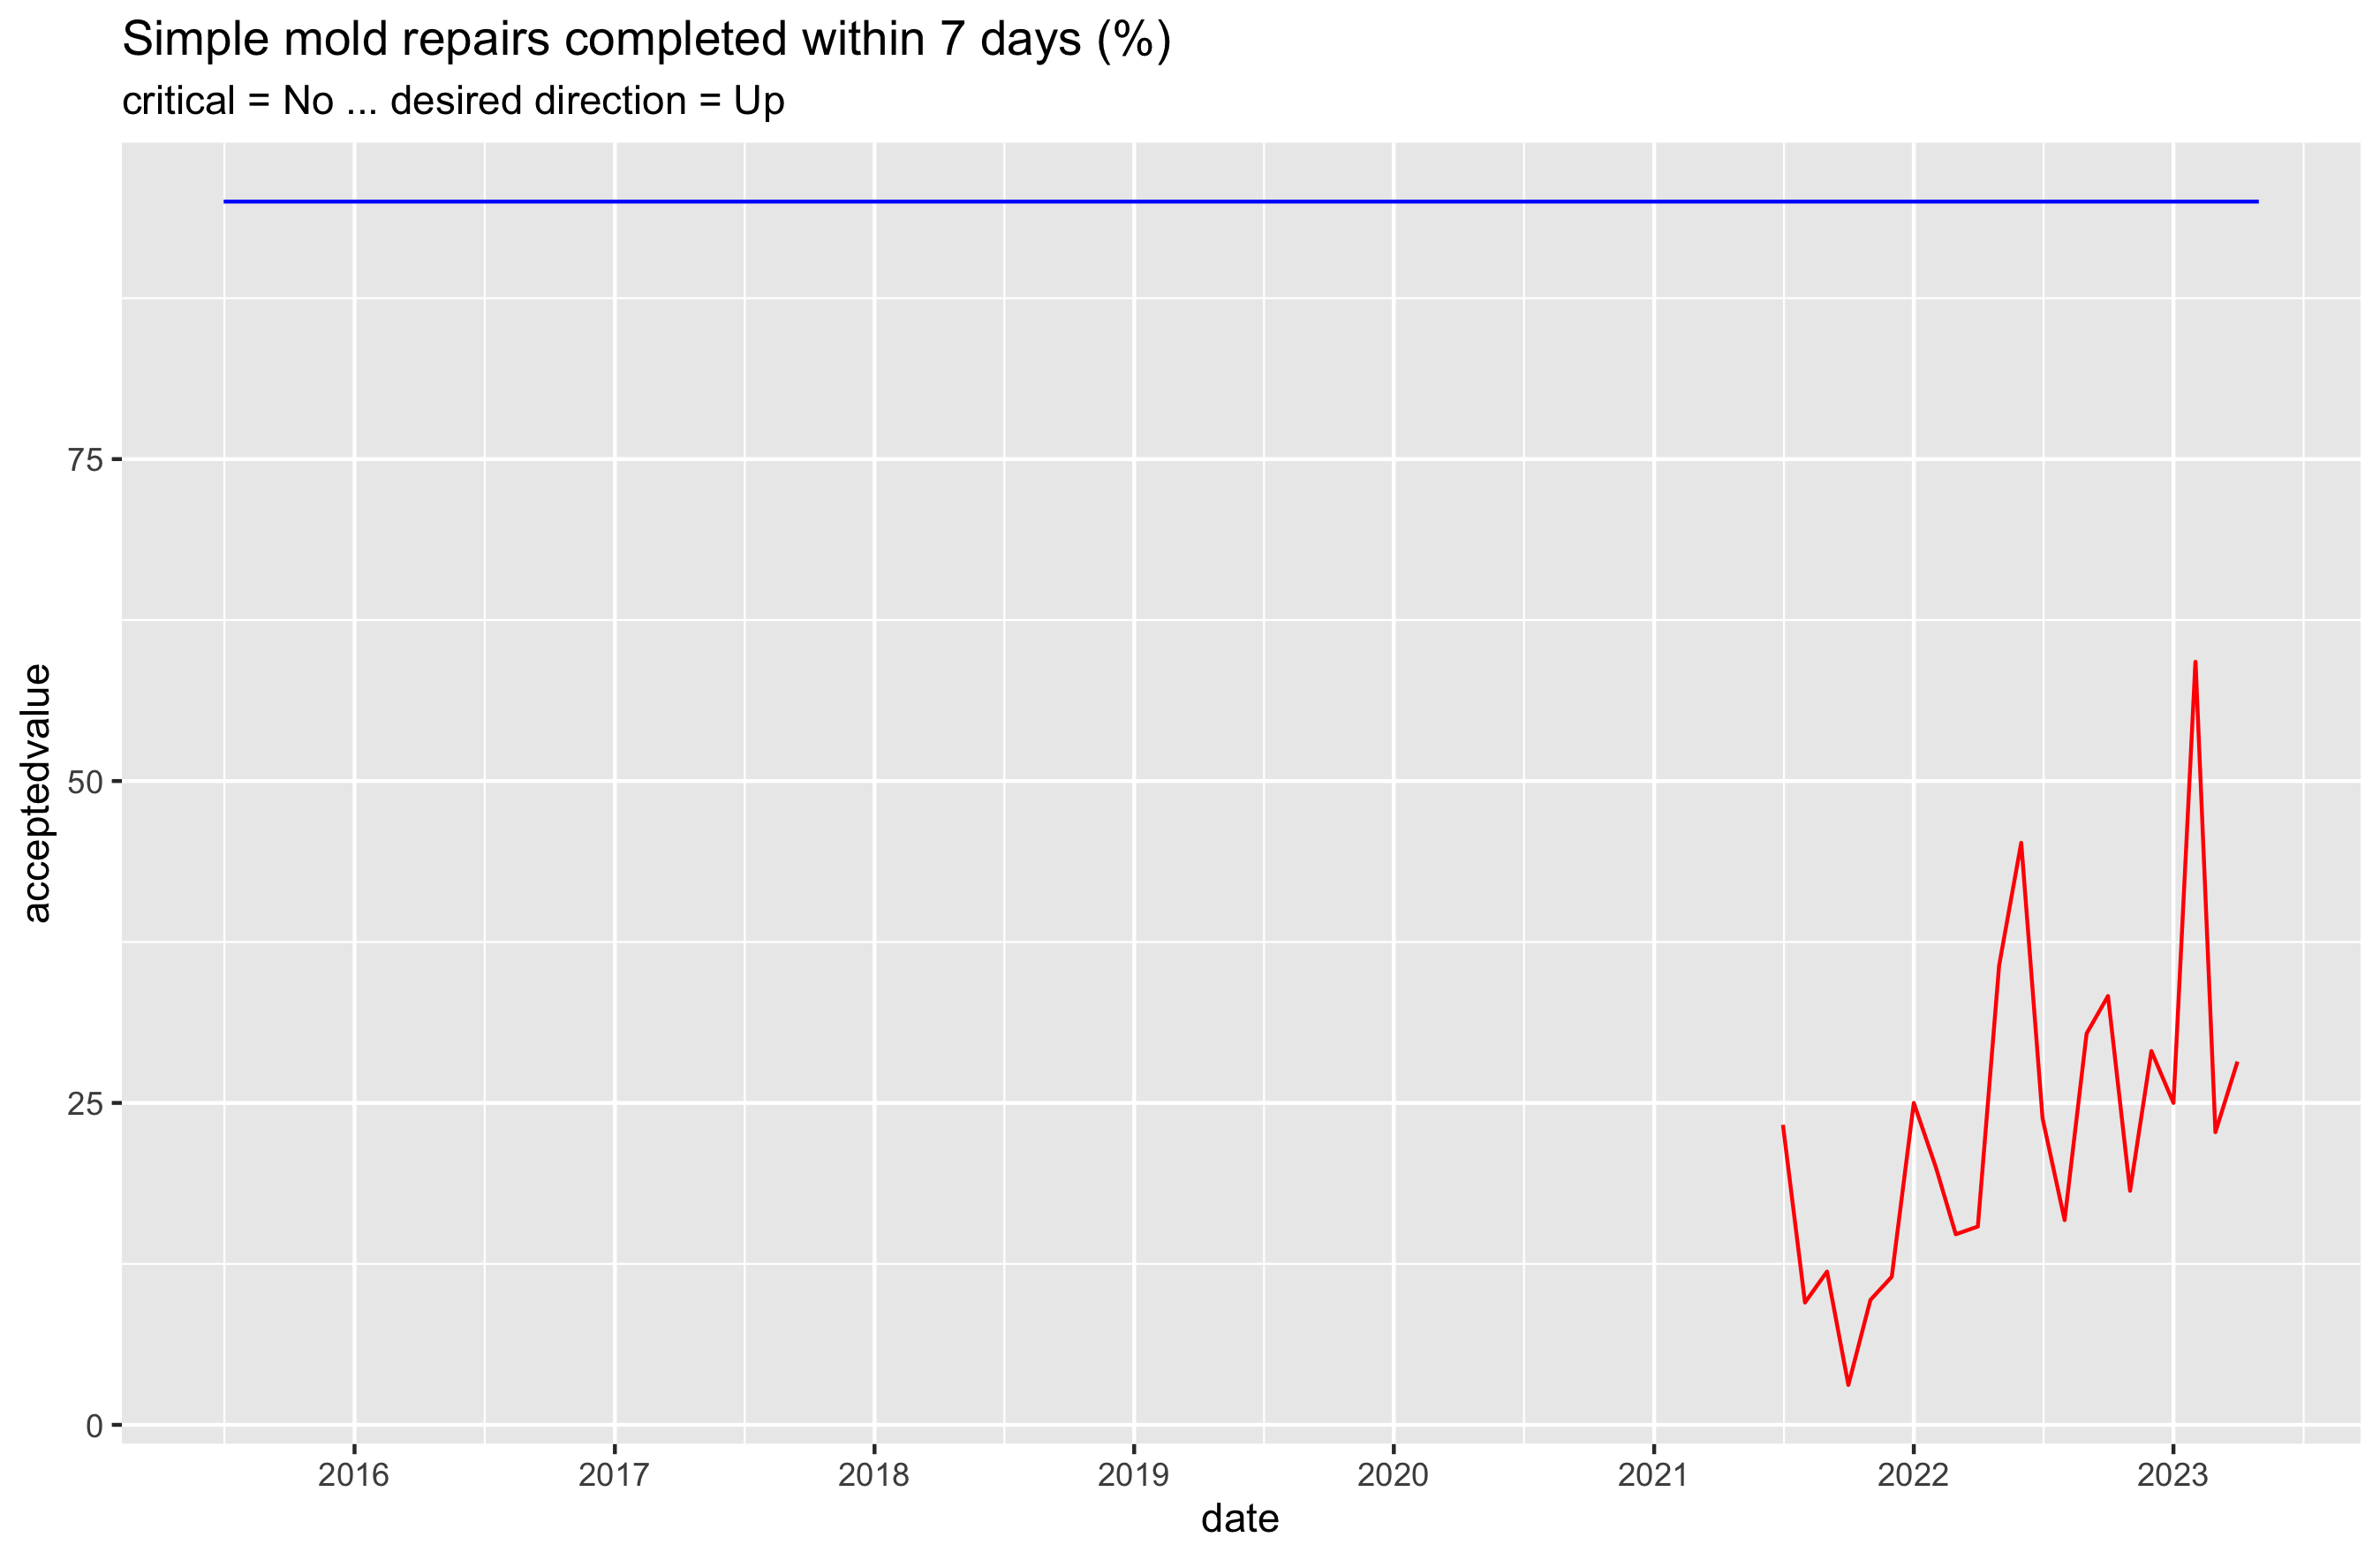 Simple mold repairs completed within 7 days (%)
critical = No ... desired direction = Up
acceptedvalue
75
50
25
0
2016 2017 2018 2019 2020 2021 2022 2023
date